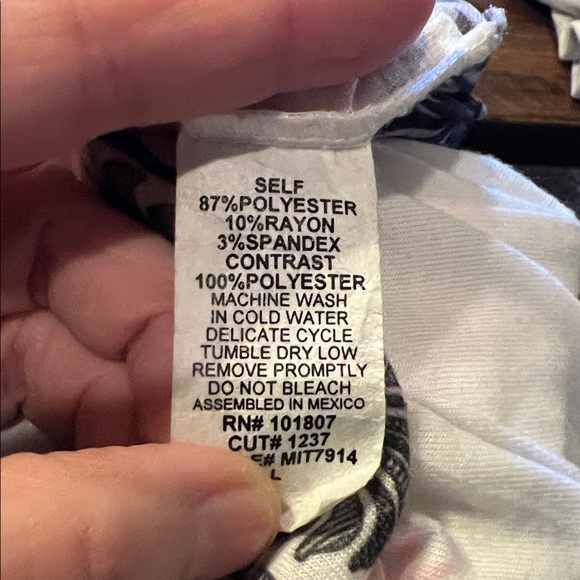 SELF
87%POLYESTER
10%RAYON
3%SPANDEX
CONTRAST
100%POLYESTER
MACHINE WASH
IN COLD WATER
DELICATE CYCLE
TUMBLE DRY LOW
REMOVE PROMPTLY
DO NOT BLEACH
ASSEMBLED IN MEXICO
RN# 101807
CUT# 1237
E# MIT7914
L